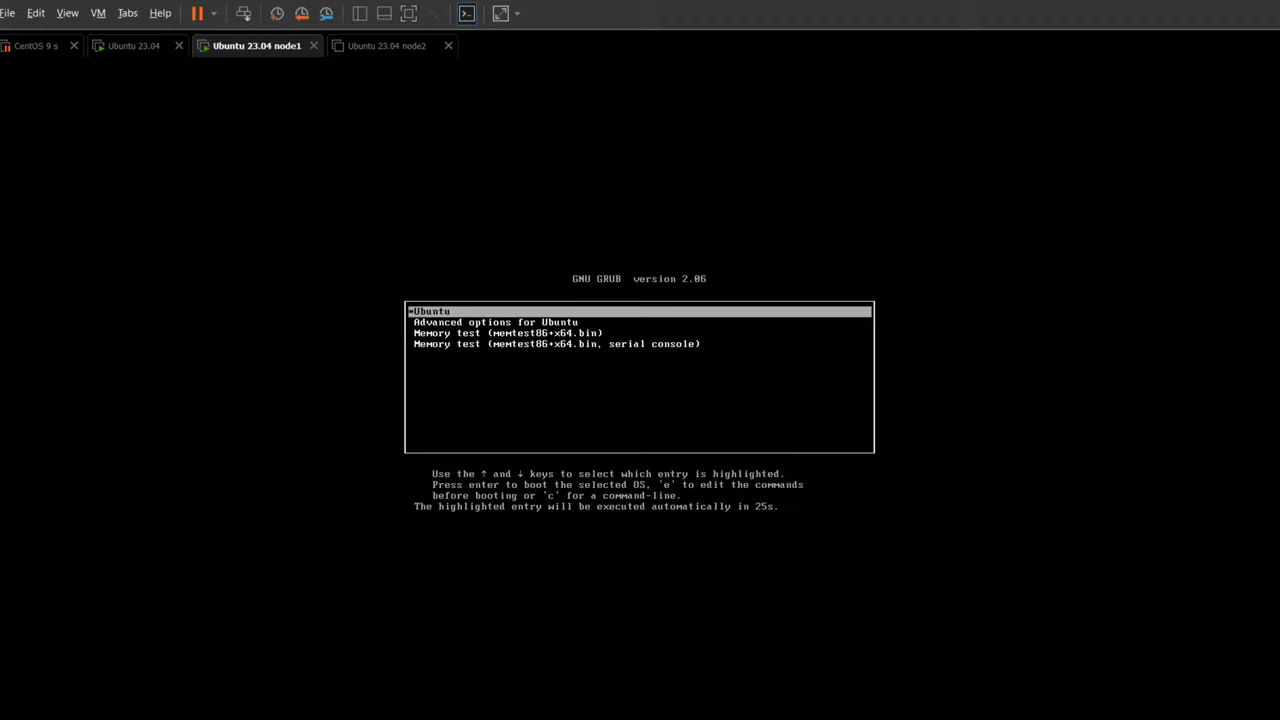 File Edit View VM Tabs Help
CentOS 9 s Ubuntu 23.04 Ubuntu 23.04 node1 Ubuntu 23.04 node2
GNU GRUB version 2.06
*Ubuntu
Advanced options for Ubuntu
Memory test (memtest86+x64.bin)
Memory test (memtest86+x64.bin, serial console)
Use the ↑ and ↓ keys to select which entry is highlighted.
Press enter to boot the selected OS, 'e' to edit the commands
before booting or 'c' for a command-line.
The highlighted entry will be executed automatically in 25s.